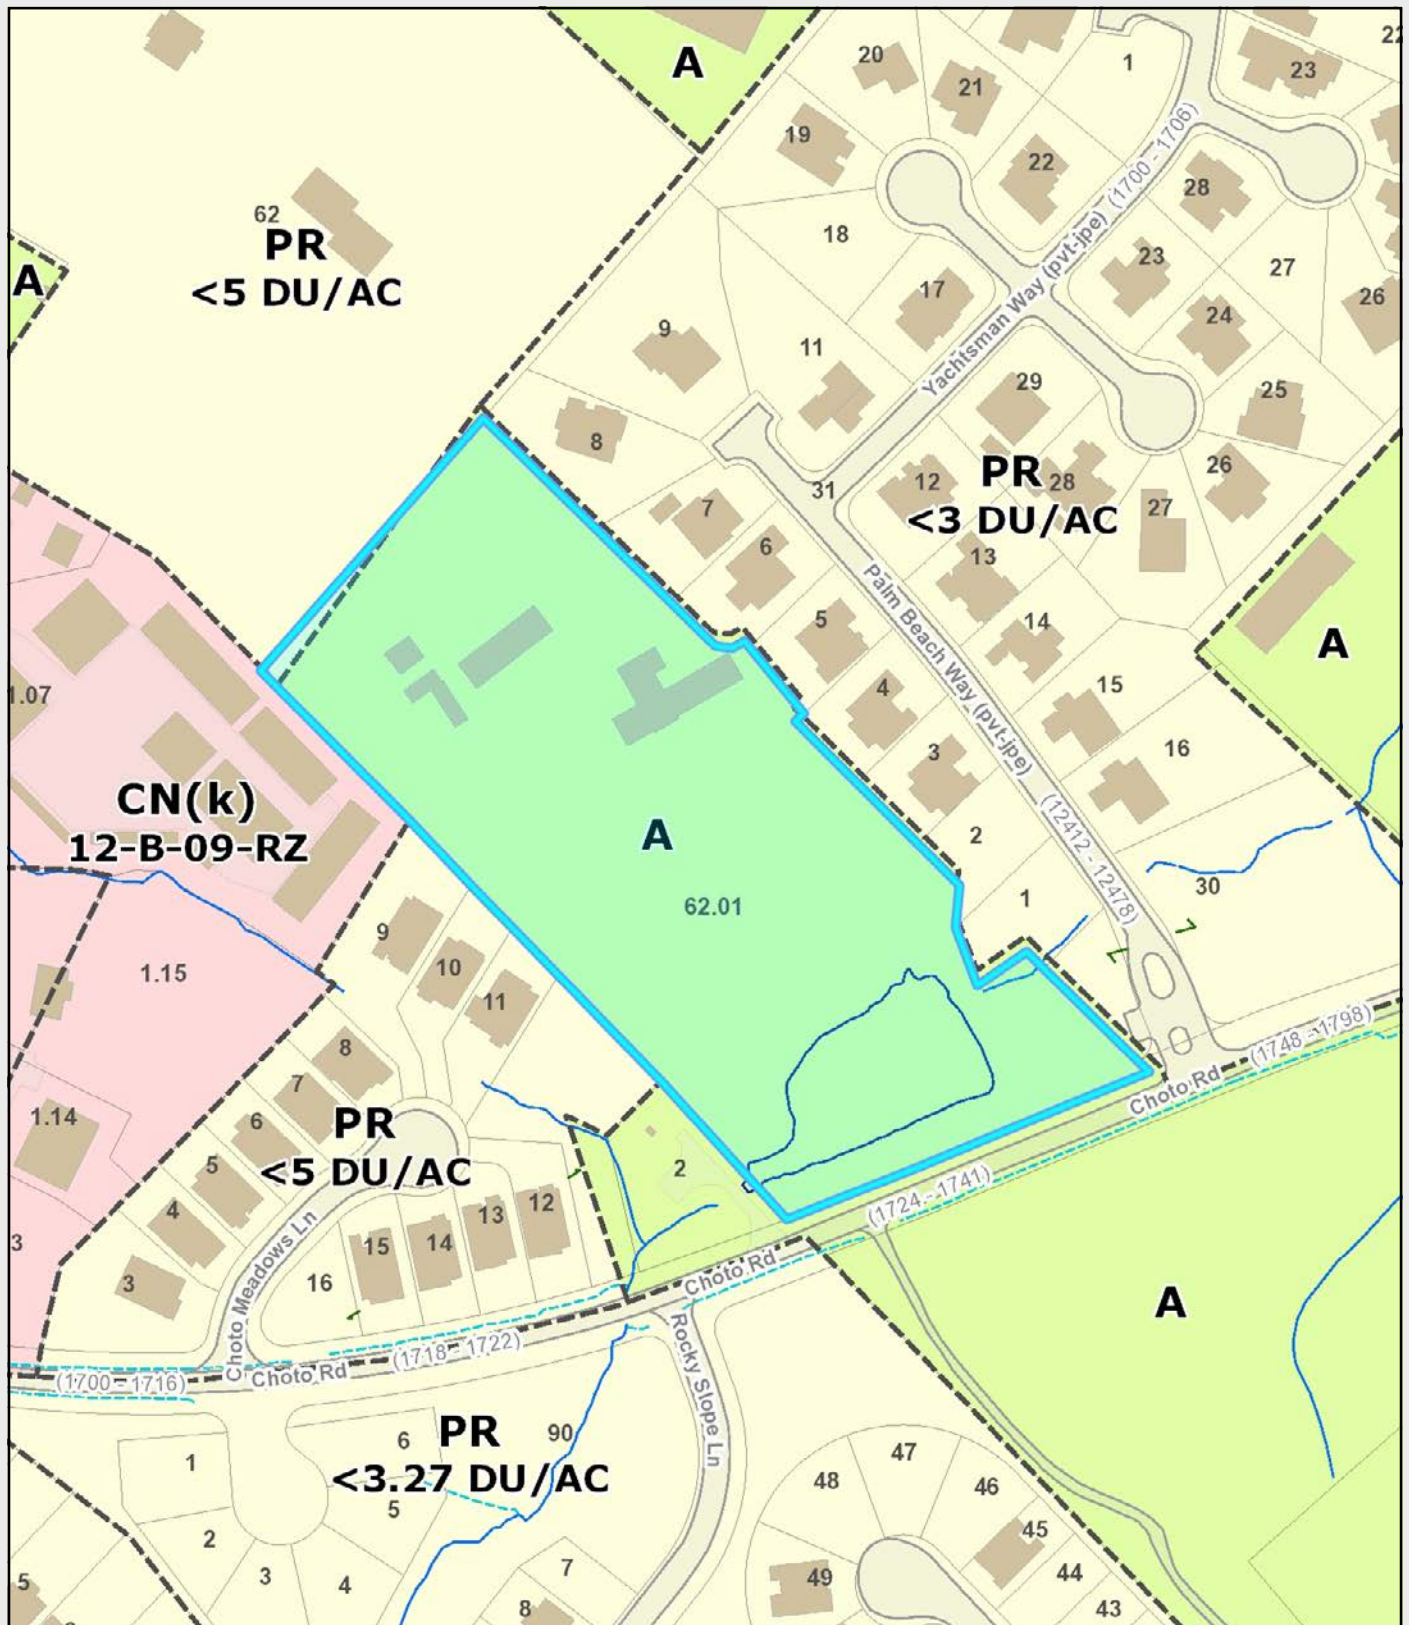 A
20
21
1
23
22
19
22
Yachtsman Way (pvt-jpe) (1700 - 1706)
28
62
PR
<5 DU/AC
A
18
23
27
17
24
26
9
11
29
25
8
PR
<3 DU/AC
31
12
28
26
27
7
6
13
Palm Beach Way (pvt-jpe) (12412 - 12478)
5
14
A
4
15
1.07
3
16
CN(k)
12-B-09-RZ
A
2
62.01
1
30
9
10
11
1.15
8
7
6
5
4
3
1.14
PR
<5 DU/AC
2
Choto Rd
(1748 - 1798)
(1724 - 1741)
12
13
14
15
16
3
Choto Meadows Ln
Choto Rd
A
(1700 - 1716)
Choto Rd
(1718 - 1722)
Rocky Slope Ln
PR
<3.27 DU/AC
90
6
1
5
2
3
4
7
8
5
47
48
46
45
49
44
43